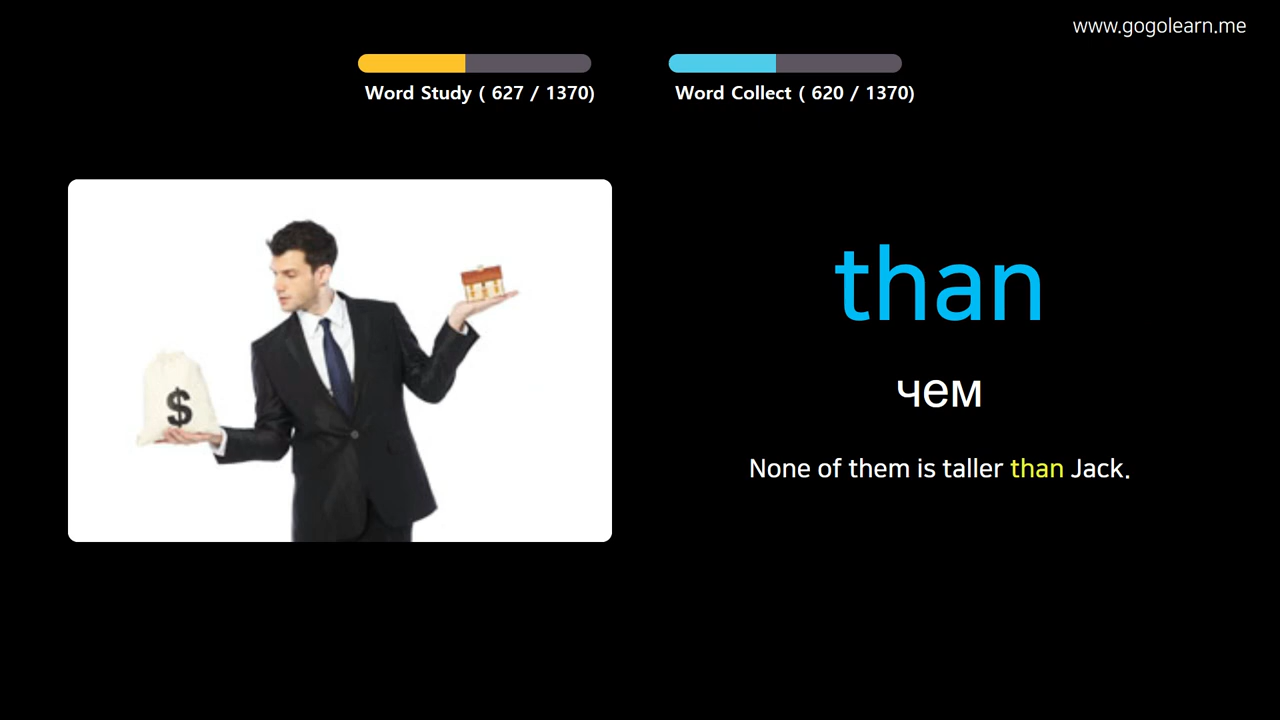 www.gogolearn.me
Word Study ( 627 / 1370)
Word Collect ( 620 / 1370)
$
than
чем
None of them is taller than Jack.